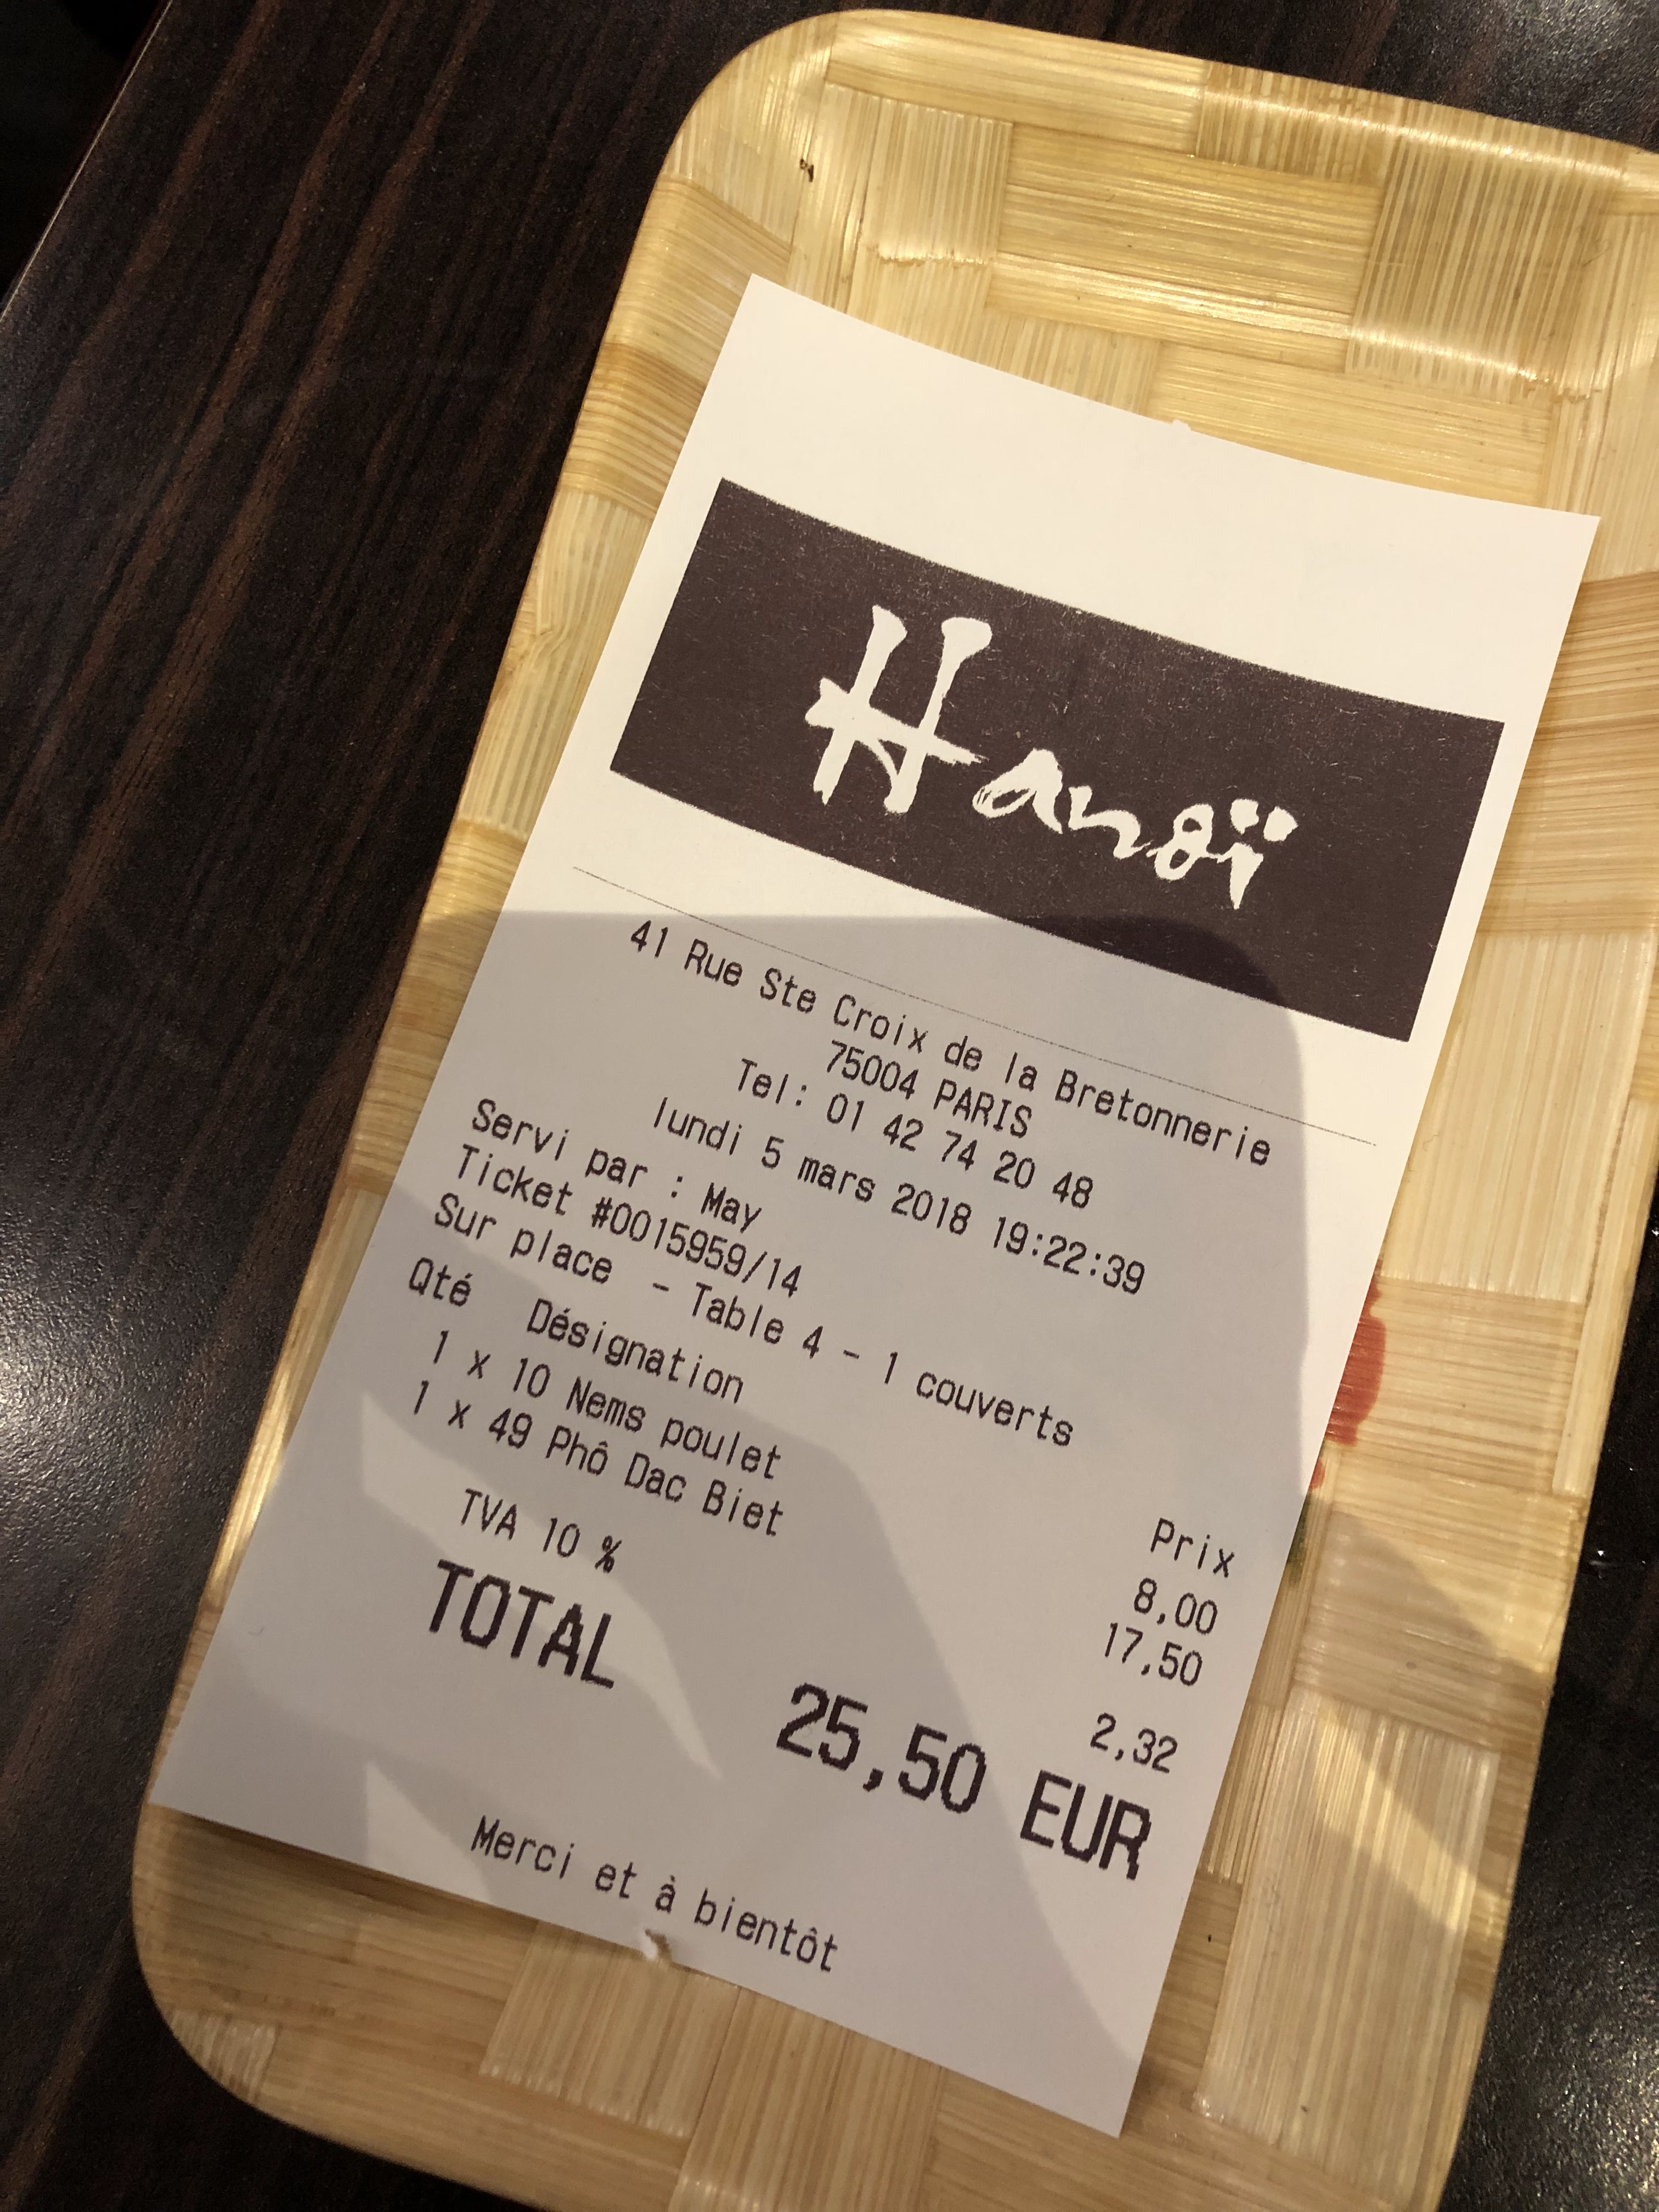 Hanoï
41 Rue Ste Croix de la Bretonnerie
75004 PARIS
Tel: 01 42 74 20 48
lundi 5 mars 2018 19:22:39
Servi par : May
Ticket #0015959/14
Sur place - Table 4 - 1 couverts
Qté Désignation Prix
1 x 10 Nems poulet 8,00
1 x 49 Phô Dac Biet 17,50
TVA 10 % 2,32
TOTAL 25,50 EUR
Merci et à bientôt